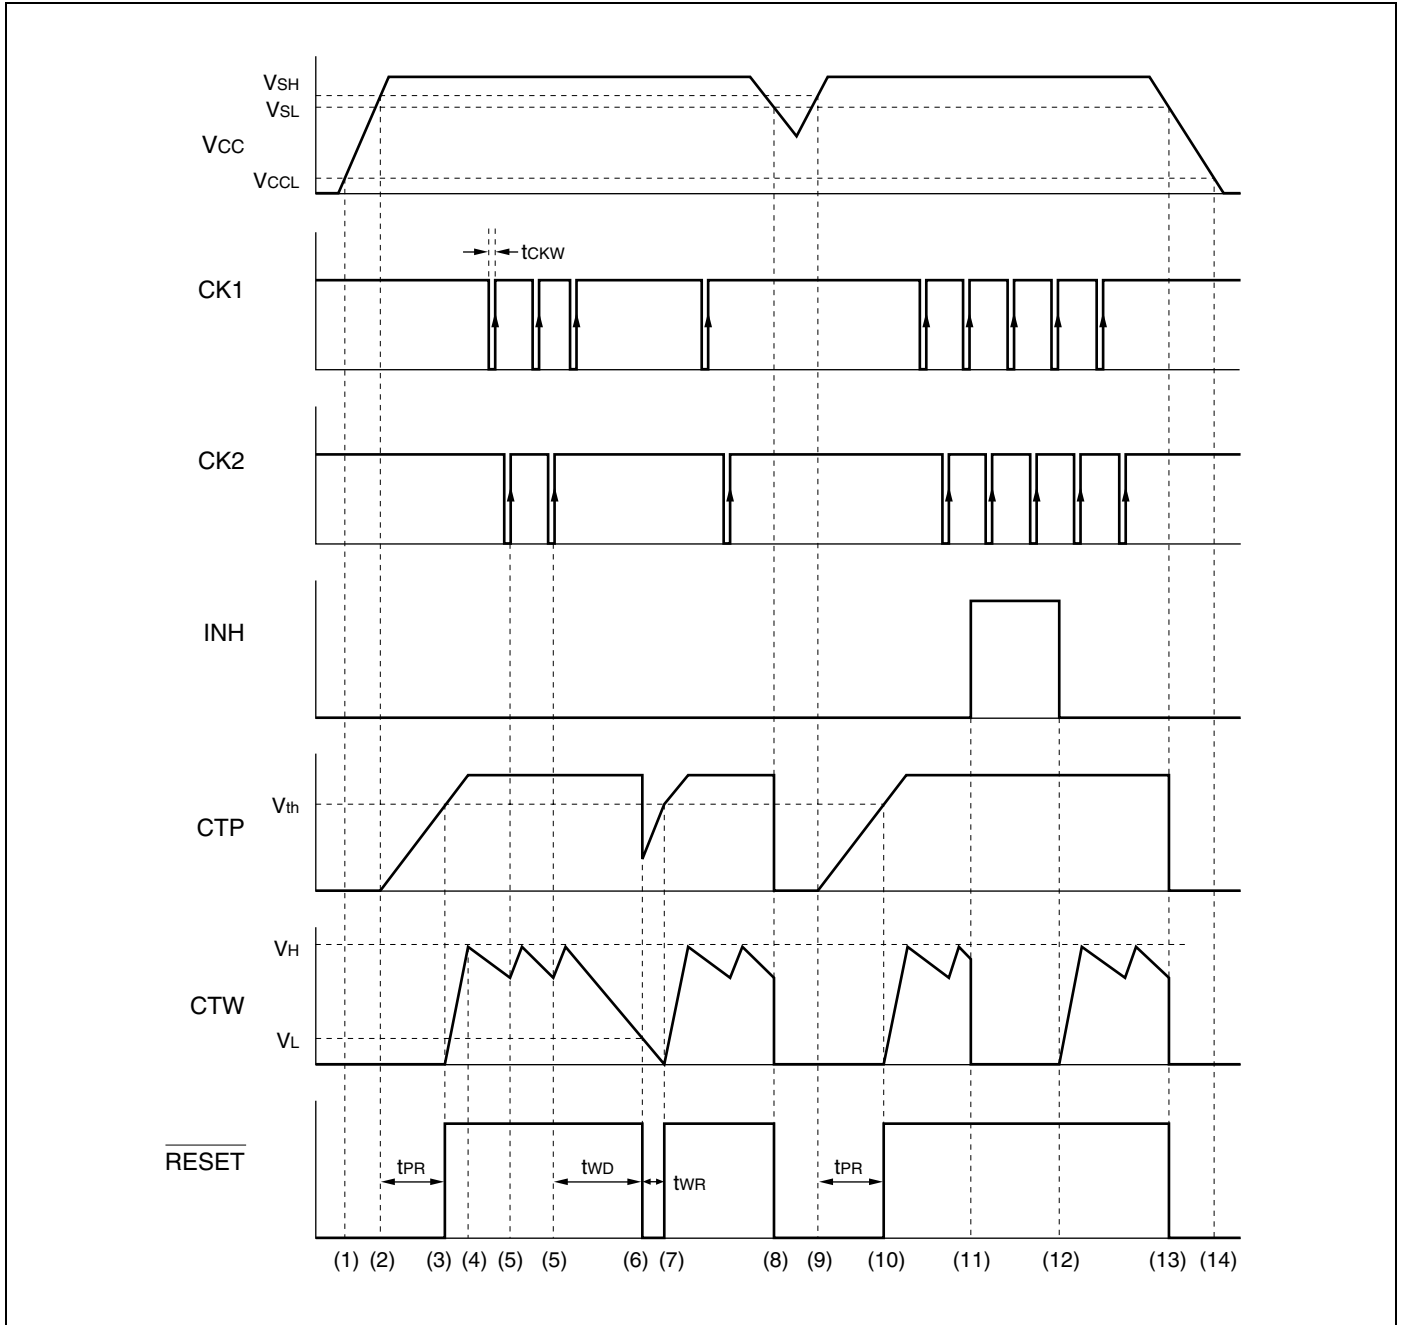 VSH
VSL
VCC
VCCL
tCKW
CK1
CK2
INH
Vth
CTP
VH
CTW
VL
RESET
tPR
tWD
tWR
tPR
(1) (2) (3) (4) (5) (5) (6) (7) (8) (9) (10) (11) (12) (13) (14)